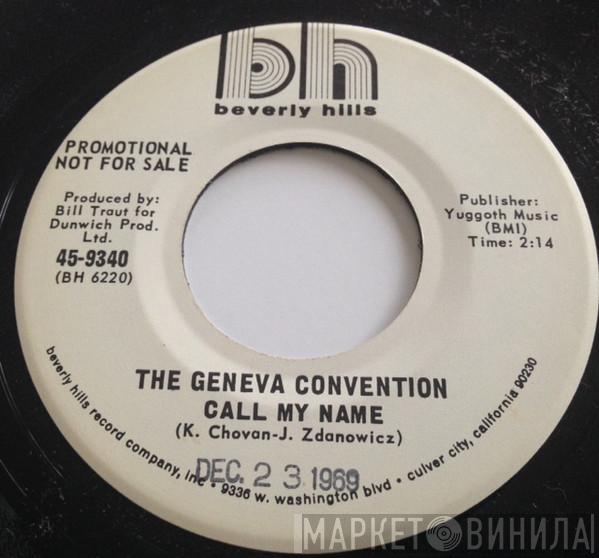 bh
beverly hills
PROMOTIONAL
NOT FOR SALE
Produced by:
Bill Traut for
Dunwich Prod.
Ltd.
45-9340
(BH 6220)
Publisher:
Yuggoth Music
(BMI)
Time: 2:14
THE GENEVA CONVENTION
CALL MY NAME
(K. Chovan-J. Zdanowicz)
beverly hills record company, inc • 9336 w. washington blvd • culver city, california 90230
DEC. 23 1969
МАРКЕТ ВИНИЛА